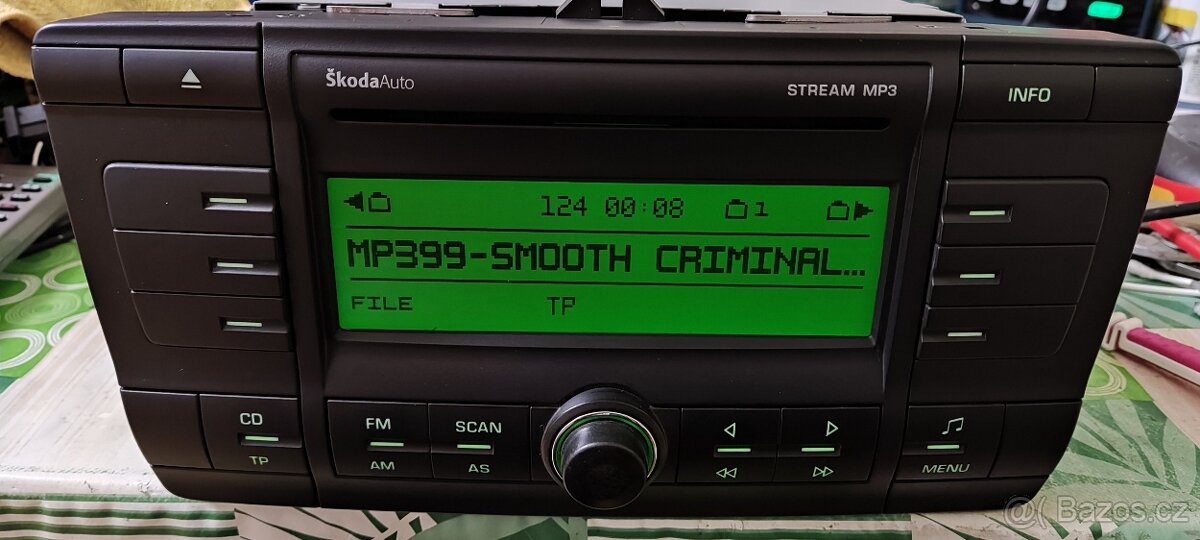 ŠkodaAuto
STREAM MP3
INFO
124 00:08 1
MP399-SMOOTH CRIMINAL...
FILE TP
CD
TP
FM
AM
SCAN
AS
MENU
Bazos.cz